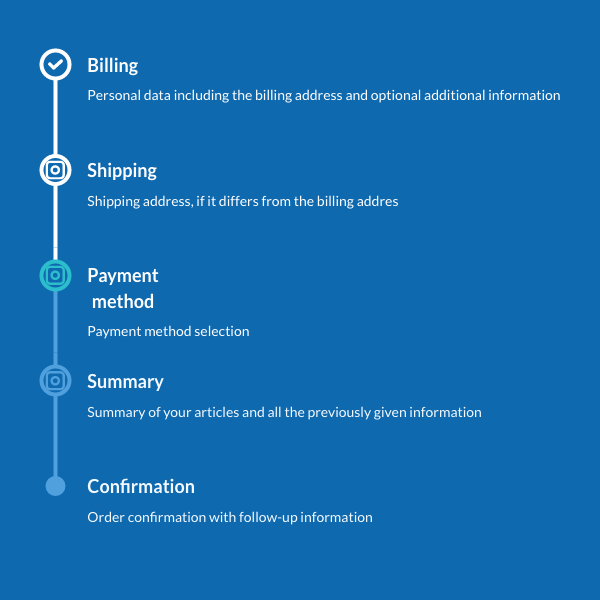 Billing
Personal data including the billing address and optional additional information
Shipping
Shipping address, if it differs from the billing addres
Payment
method
Payment method selection
Summary
Summary of your articles and all the previously given information
Confirmation
Order confirmation with follow-up information